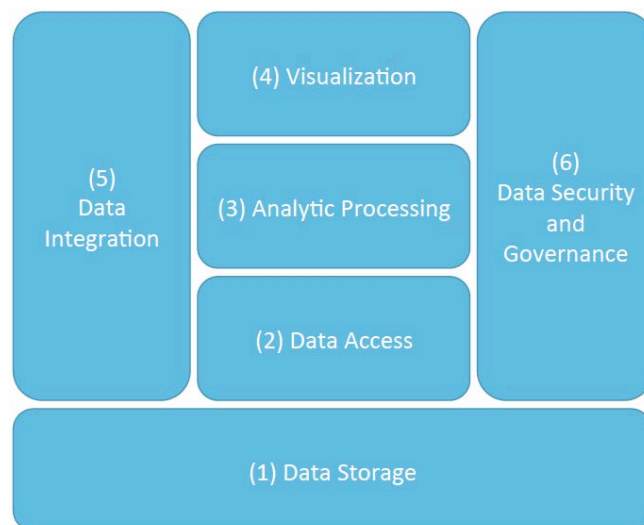 (4) Visualization
(5)
Data
Integration
(3) Analytic Processing
(6)
Data Security
and
Governance
(2) Data Access
(1) Data Storage